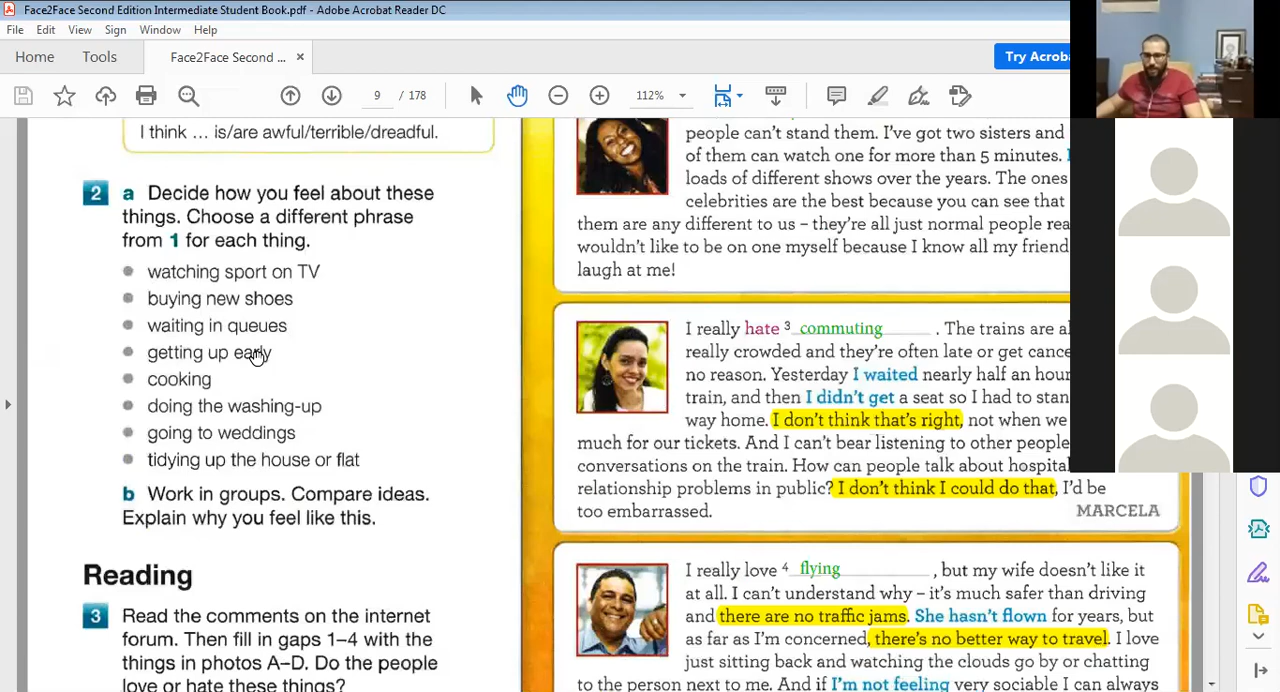 Face2Face Second Edition Intermediate Student Book.pdf - Adobe Acrobat Reader DC
File Edit View Sign Window Help
Home Tools Face2Face Second ... × Try Acroba
9 / 178 112%
I think ... is/are awful/terrible/dreadful.
2 a Decide how you feel about these
things. Choose a different phrase
from 1 for each thing.
watching sport on TV
buying new shoes
waiting in queues
getting up early
cooking
doing the washing-up
going to weddings
tidying up the house or flat
b Work in groups. Compare ideas.
Explain why you feel like this.
Reading
3 Read the comments on the internet
forum. Then fill in gaps 1–4 with the
things in photos A–D. Do the people
love or hate these things?
people can't stand them. I've got two sisters and
of them can watch one for more than 5 minutes.
loads of different shows over the years. The ones
celebrities are the best because you can see that
them are any different to us – they're all just normal people rea
wouldn't like to be on one myself because I know all my friend
laugh at me!
I really hate 3 commuting . The trains are al
really crowded and they're often late or get cance
no reason. Yesterday I waited nearly half an hour
train, and then I didn't get a seat so I had to stan
way home. I don't think that's right, not when we
much for our tickets. And I can't bear listening to other people
conversations on the train. How can people talk about hospital
relationship problems in public? I don't think I could do that, I'd be
too embarrassed. MARCELA
I really love 4 flying , but my wife doesn't like it
at all. I can't understand why – it's much safer than driving
and there are no traffic jams. She hasn't flown for years, but
as far as I'm concerned, there's no better way to travel. I love
just sitting back and watching the clouds go by or chatting
to the person next to me. And if I'm not feeling very sociable I can always